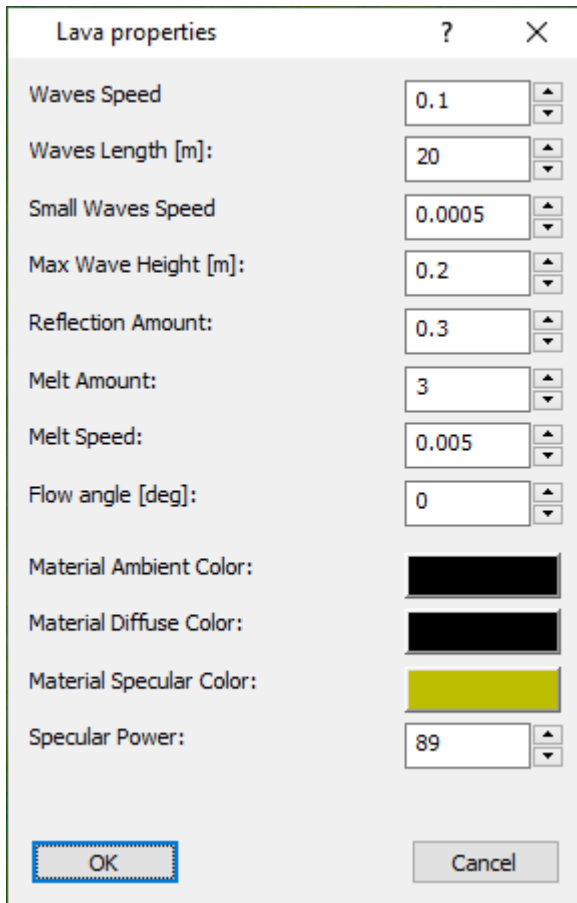 Lava properties ?
Waves Speed 0.1
Waves Length [m]: 20
Small Waves Speed 0.0005
Max Wave Height [m]: 0.2
Reflection Amount: 0.3
Melt Amount: 3
Melt Speed: 0.005
Flow angle [deg]: 0
Material Ambient Color:
Material Diffuse Color:
Material Specular Color:
Specular Power: 89
OK Cancel